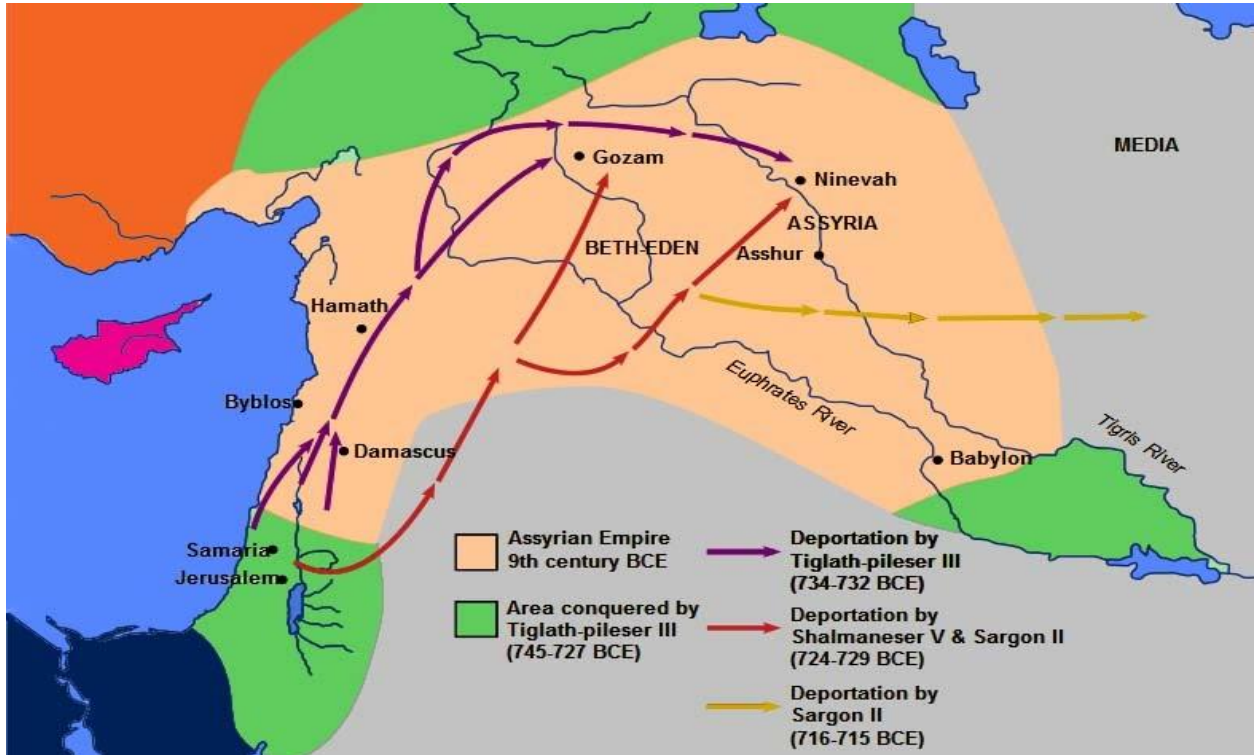 MEDIA
Gozam
Ninevah
BETH-EDEN
ASSYRIA
Asshur
Hamath
Byblos
Damascus
Euphrates River
Tigris River
Babylon
Samaria
Jerusalem
Assyrian Empire
9th century BCE
Area conquered by
Tiglath-pileser III
(745-727 BCE)
Deportation by
Tiglath-pileser III
(734-732 BCE)
Deportation by
Shalmaneser V & Sargon II
(724-729 BCE)
Deportation by
Sargon II
(716-715 BCE)